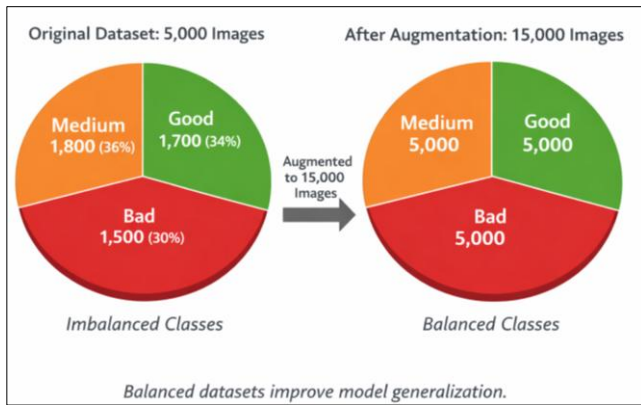 Original Dataset: 5,000 Images
After Augmentation: 15,000 Images
Medium
1,800 (36%)
Good
1,700 (34%)
Bad
1,500 (30%)
Augmented
to 15,000
Images
Medium
5,000
Good
5,000
Bad
5,000
Imbalanced Classes
Balanced Classes
Balanced datasets improve model generalization.